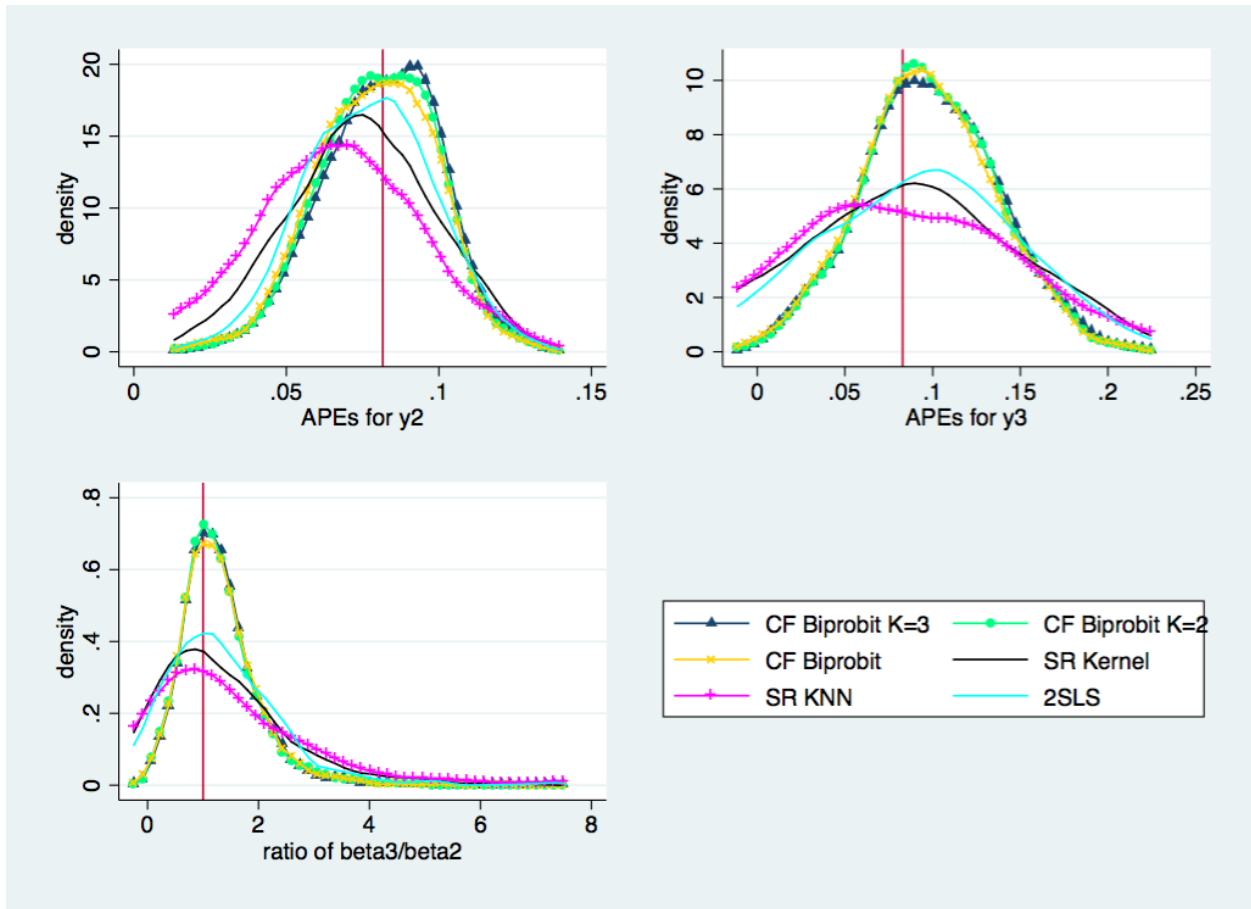 density
20
15
10
5
0
0
.05
.1
.15
APEs for y2
density
10
8
6
4
2
0
0
.05
.1
.15
.2
.25
APEs for y3
density
.8
.6
.4
.2
0
0
2
4
6
8
ratio of beta3/beta2
CF Biprobit K=3
CF Biprobit K=2
CF Biprobit
SR Kernel
SR KNN
2SLS